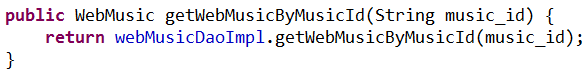 public WebMusic getWebMusicByMusicId(String music_id) {
    return webMusicDaoImpl.getWebMusicByMusicId(music_id);
}